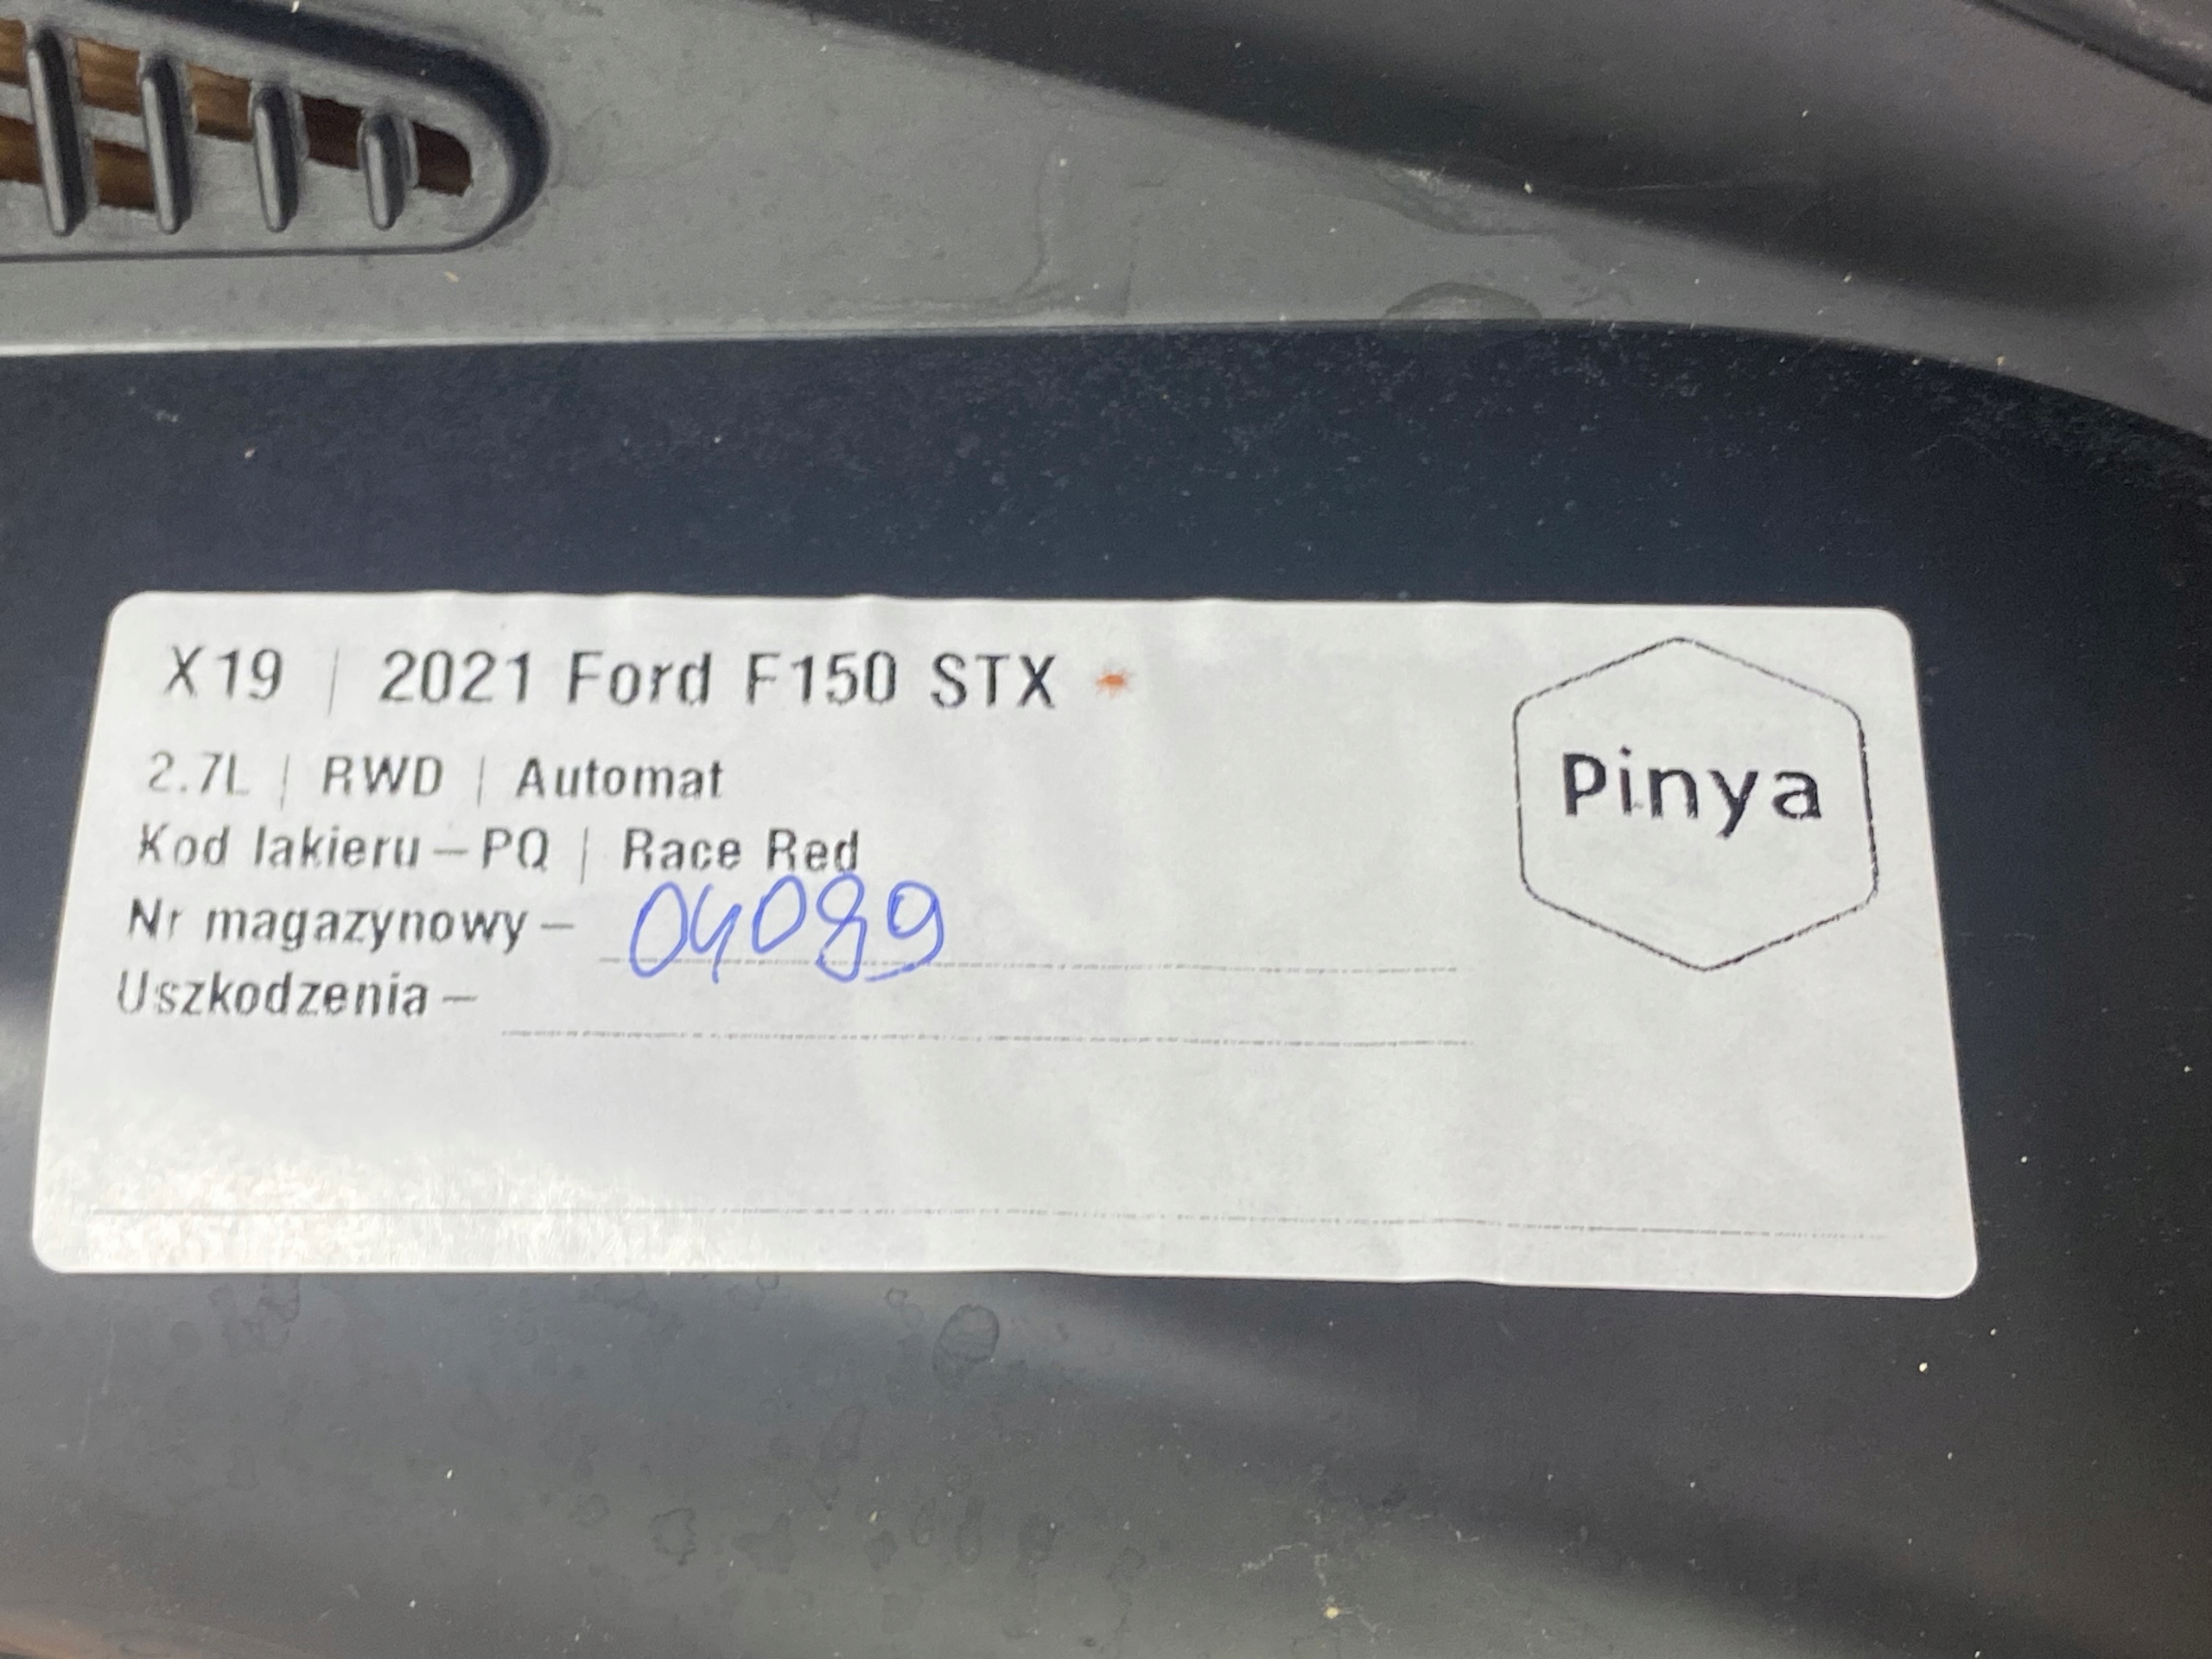 X19 | 2021 Ford F150 STX
2.7L | RWD | Automat
Kod lakieru – PQ | Race Red
Nr magazynowy – 04089
Uszkodzenia –
Pinya